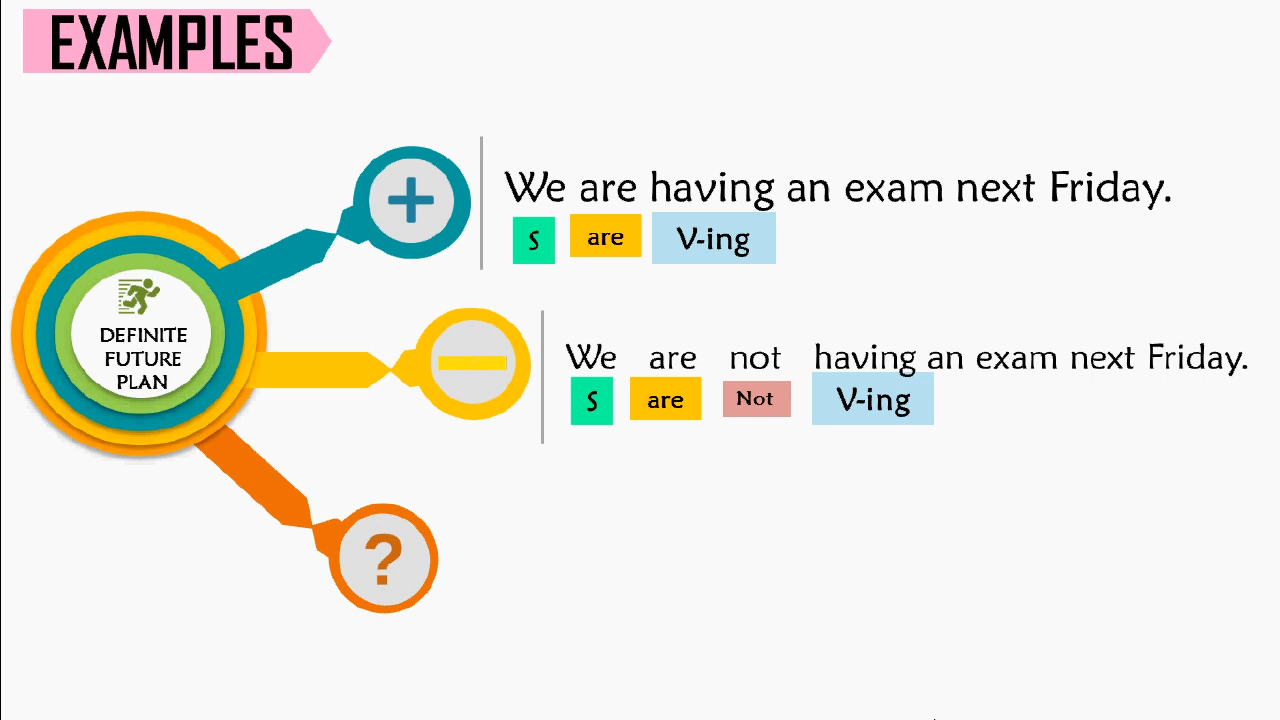 EXAMPLES
We are having an exam next Friday.
S are V-ing
DEFINITE
FUTURE
PLAN
We are not having an exam next Friday.
S are Not V-ing
?